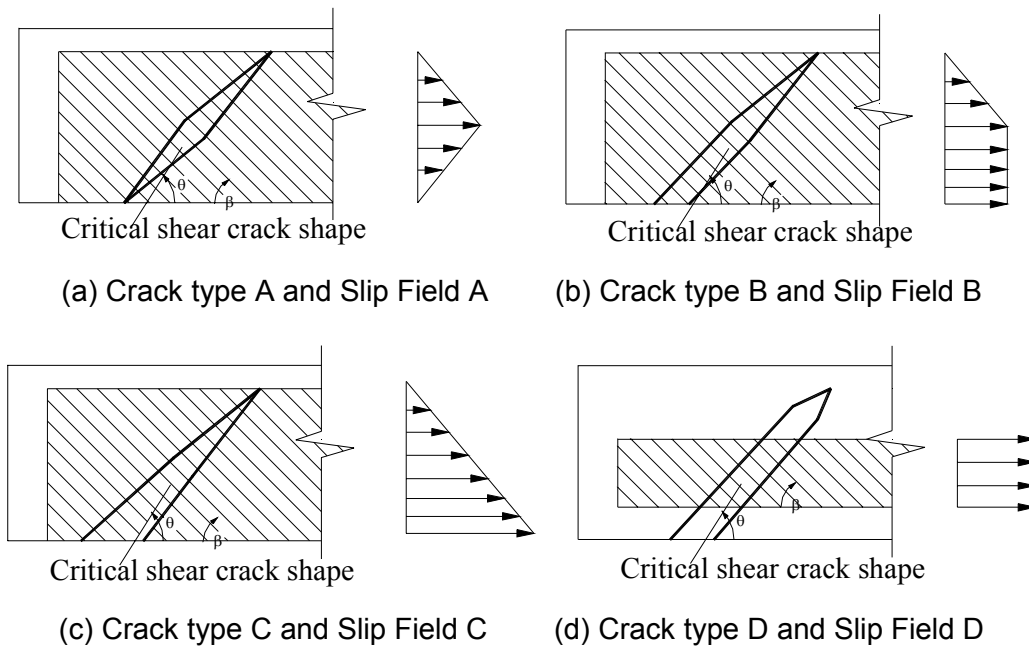 θ
β
Critical shear crack shape
θ
β
Critical shear crack shape
(a) Crack type A and Slip Field A
(b) Crack type B and Slip Field B
θ
β
Critical shear crack shape
θ
β
Critical shear crack shape
(c) Crack type C and Slip Field C
(d) Crack type D and Slip Field D